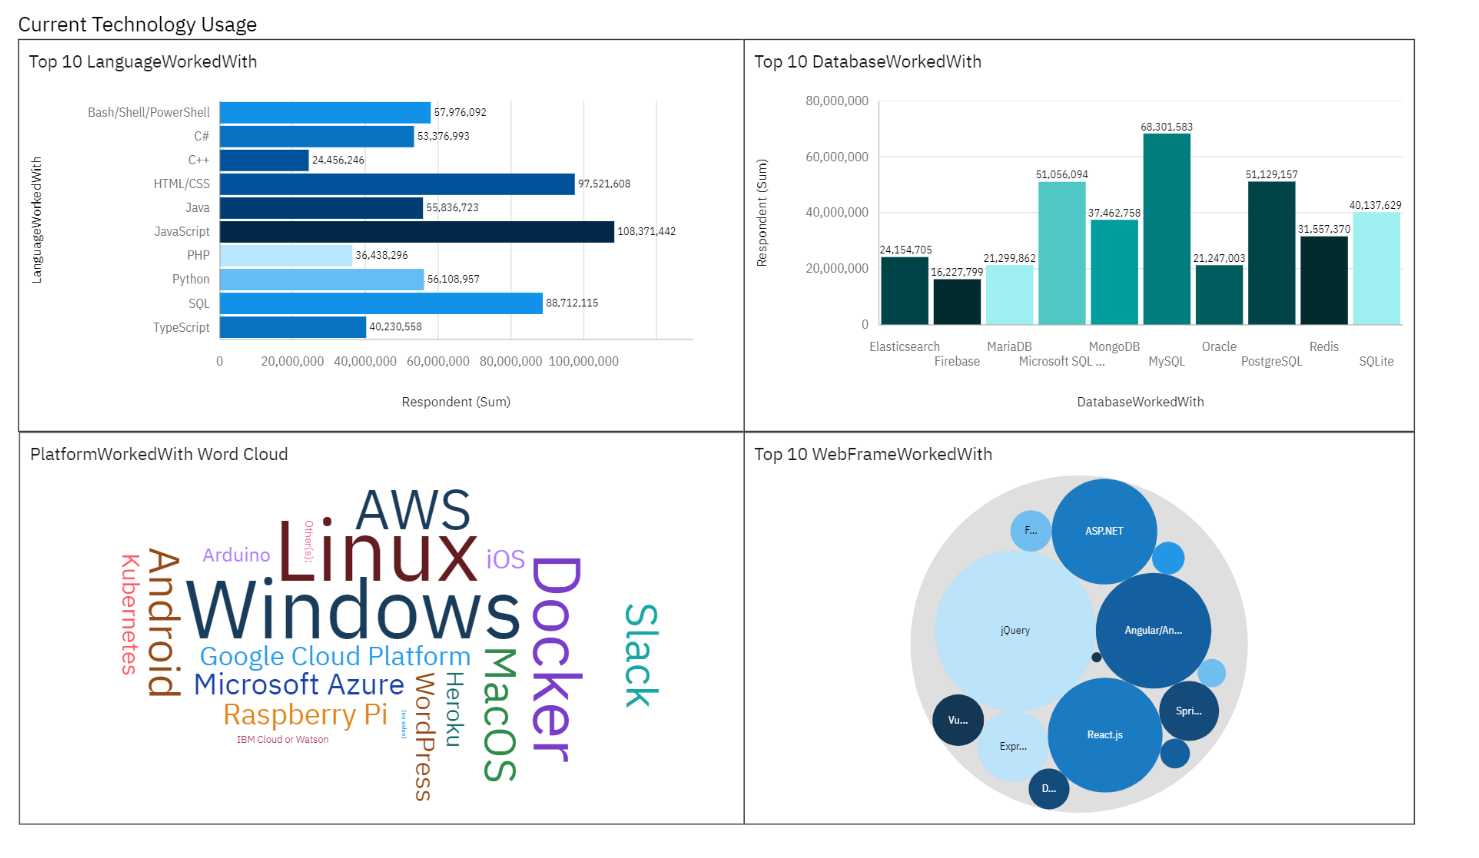 Current Technology Usage
Top 10 LanguageWorkedWith
LanguageWorkedWith
Bash/Shell/PowerShell 57,976,092
C# 53,376,993
C++ 24,456,246
HTML/CSS 97,521,608
Java 55,836,723
JavaScript 108,371,442
PHP 36,438,296
Python 56,108,957
SQL 88,712,115
TypeScript 40,230,558
0 20,000,000 40,000,000 60,000,000 80,000,000 100,000,000
Respondent (Sum)
Top 10 DatabaseWorkedWith
Respondent (Sum)
80,000,000
60,000,000
40,000,000
20,000,000
0
24,154,705
16,227,799
21,299,862
51,056,094
37,462,758
68,301,583
21,247,003
51,129,157
31,557,370
40,137,629
Elasticsearch
Firebase
MariaDB
Microsoft SQL ...
MongoDB
MySQL
Oracle
PostgreSQL
Redis
SQLite
DatabaseWorkedWith
PlatformWorkedWith Word Cloud
AWS
Other(s):
Linux
Arduino
iOS
Kubernetes
Android
Windows
Docker
Slack
Google Cloud Platform
Microsoft Azure
Raspberry Pi
IBM Cloud or Watson
WordPress
Heroku
MacOS
Top 10 WebFrameWorkedWith
F...
ASP.NET
jQuery
Angular/An...
Vu...
Spri...
Expr...
React.js
D...